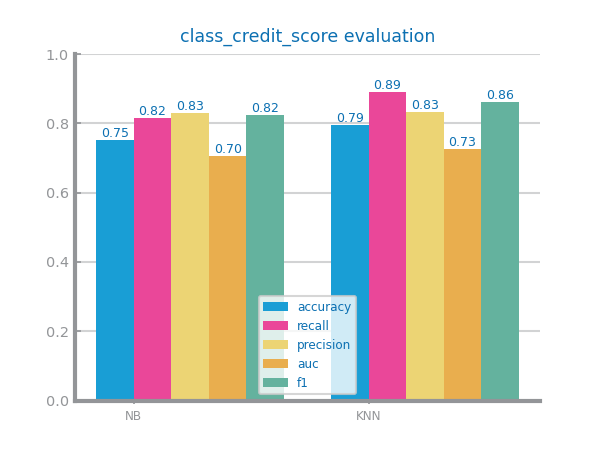 class_credit_score evaluation
1.0
0.8
0.6
0.4
0.2
0.0
0.75
0.82
0.83
0.70
0.82
0.79
0.89
0.83
0.73
0.86
accuracy
recall
precision
auc
f1
NB
KNN